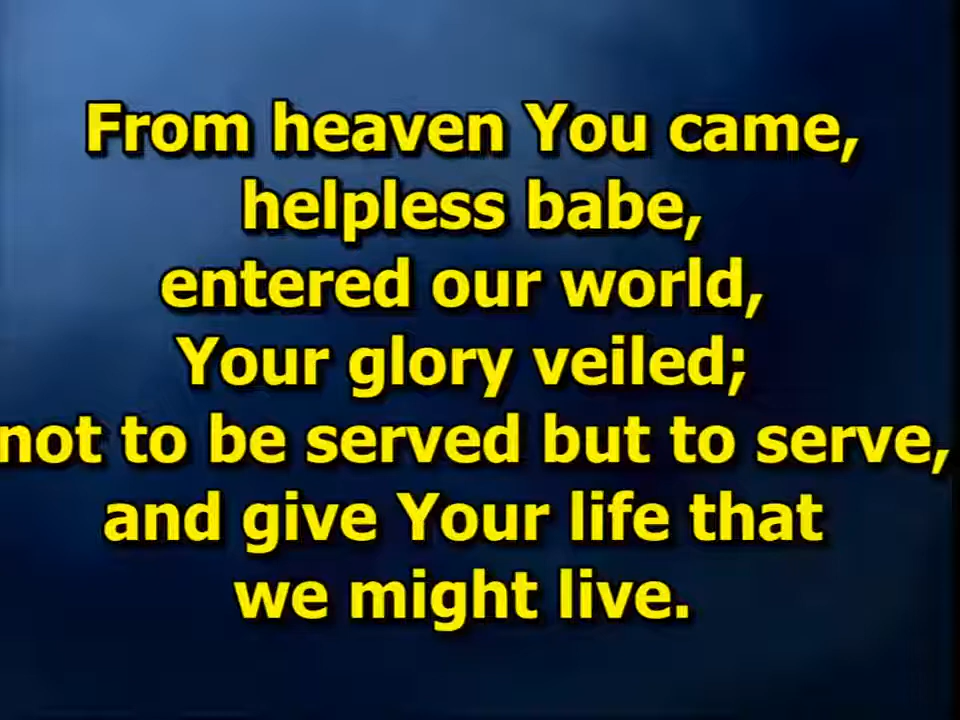 From heaven You came,
helpless babe,
entered our world,
Your glory veiled;
not to be served but to serve,
and give Your life that
we might live.